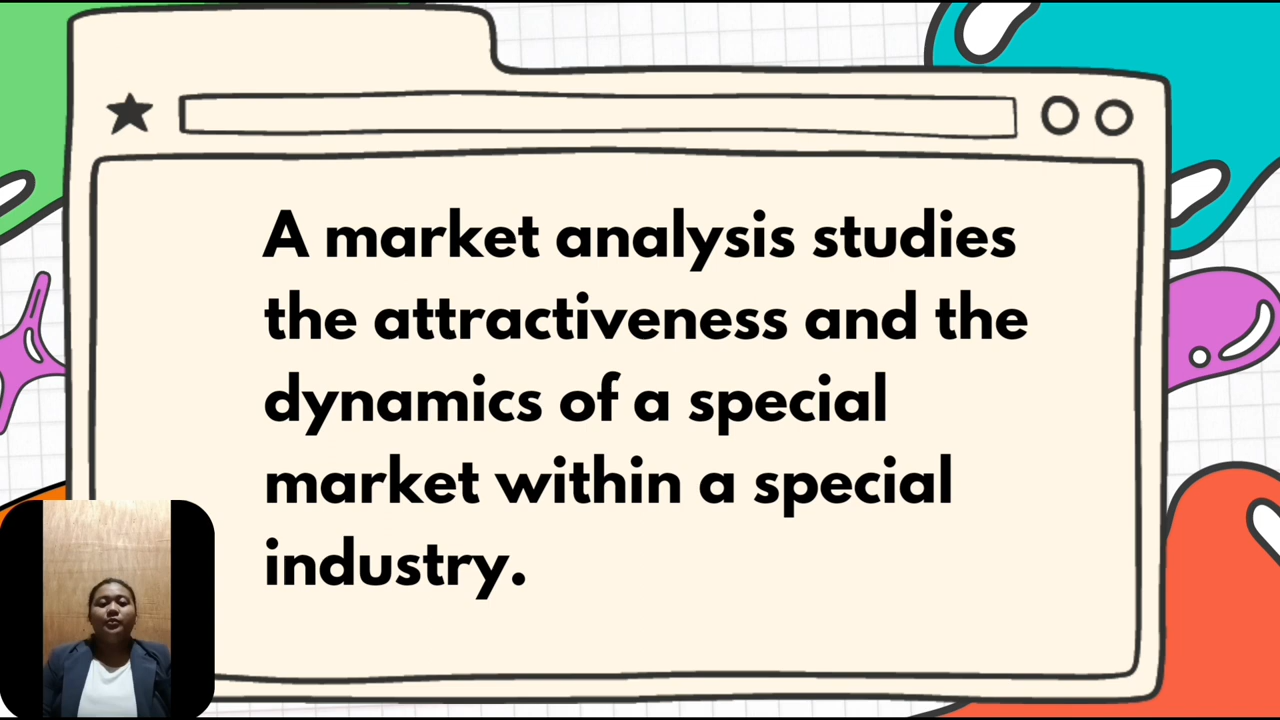 A market analysis studies
the attractiveness and the
dynamics of a special
market within a special
industry.